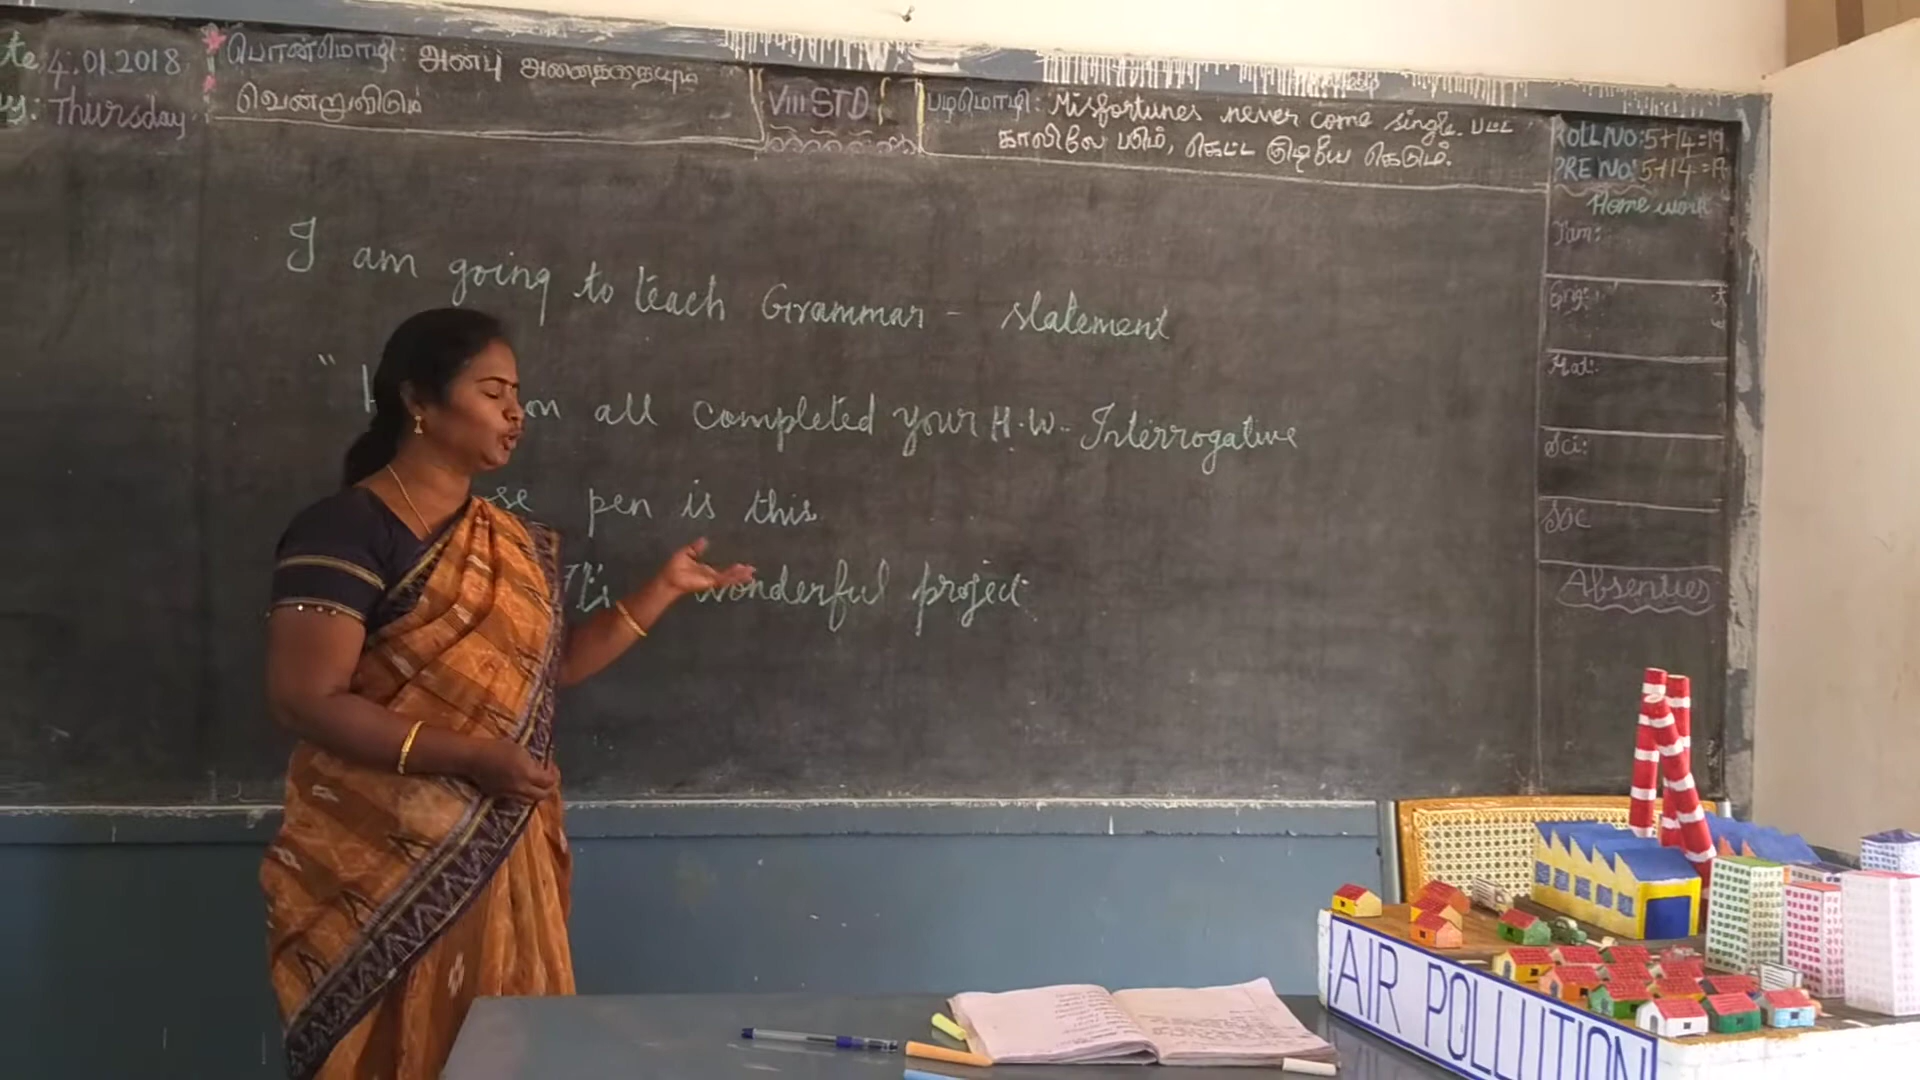 te 4.01.2018
Thursday
பொன்மொழி: அன்பு அனைத்தையும்
வென்றுவிடும்
VIII STD
பழமொழி: Misfortunes never come single. பட்ட
காலிலே படும், கெட்ட குடியே கெடும்.
ROLL NO: 5+14=19
PRE NO: 5+14=19
Home work
Tam:
Eng:
Mat:
Sci:
SOC
Absenties
I am going to teach Grammar - statement
" on all completed your H.W. Interrogative
se pen is this
It's wonderful project
AIR POLLUTION